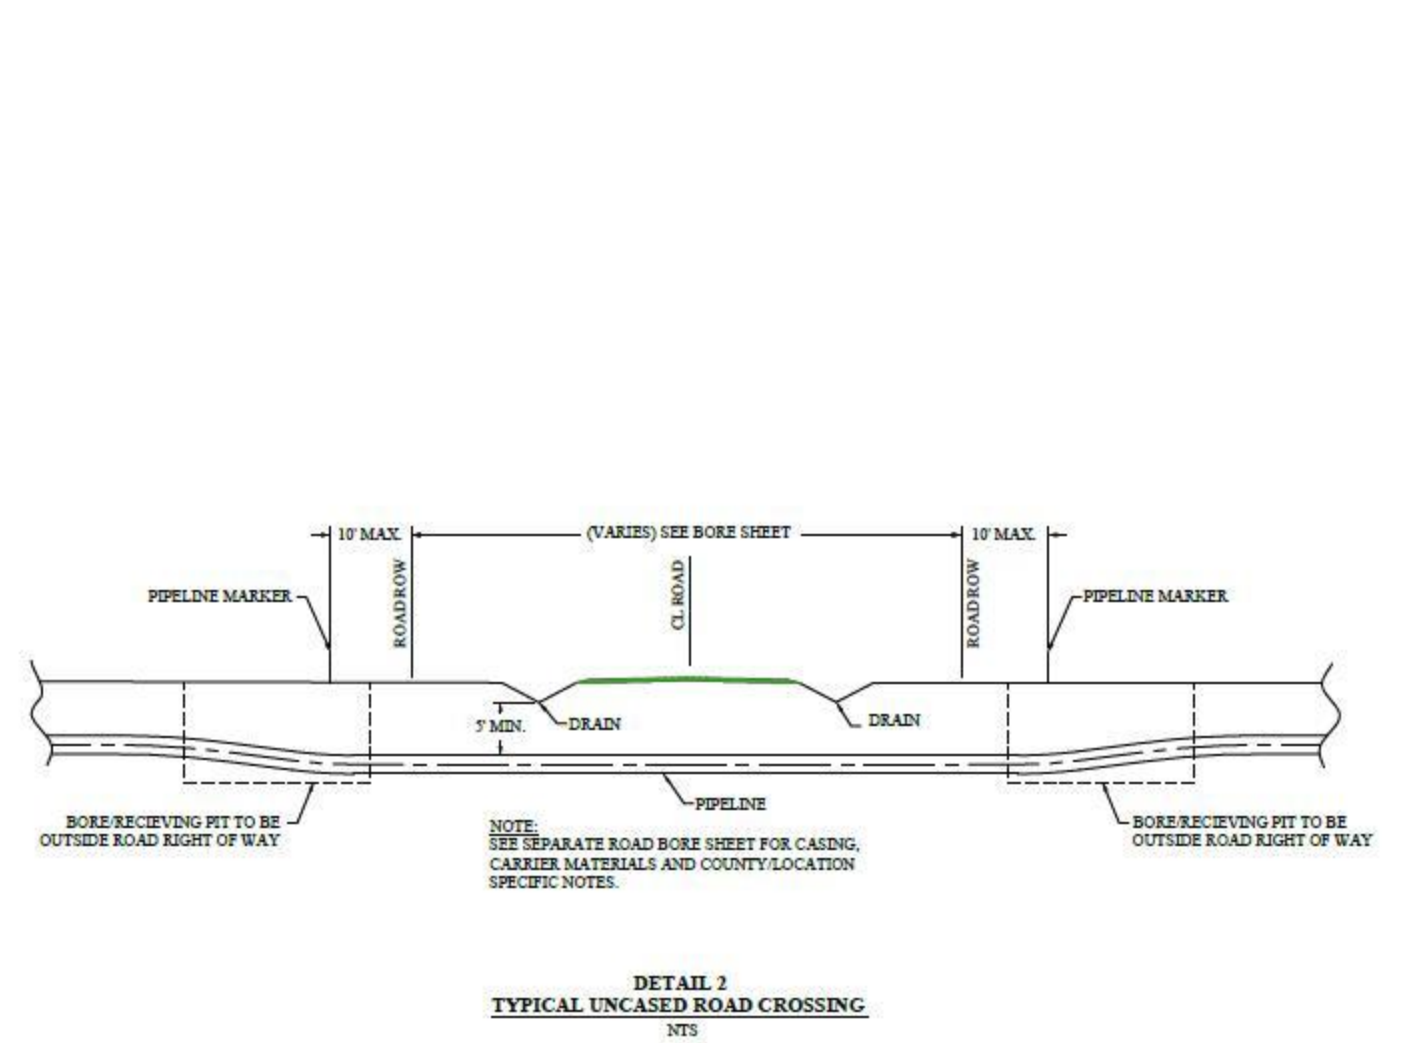 10' MAX.
(VARIES) SEE BORE SHEET
10' MAX.
ROAD ROW
CL ROAD
ROAD ROW
PIPELINE MARKER
PIPELINE MARKER
5' MIN.
DRAIN
DRAIN
PIPELINE
BORE/RECIEVING PIT TO BE
OUTSIDE ROAD RIGHT OF WAY
NOTE:
SEE SEPARATE ROAD BORE SHEET FOR CASING,
CARRIER MATERIALS AND COUNTY/LOCATION
SPECIFIC NOTES.
BORE/RECIEVING PIT TO BE
OUTSIDE ROAD RIGHT OF WAY
DETAIL 2
TYPICAL UNCASED ROAD CROSSING
NTS